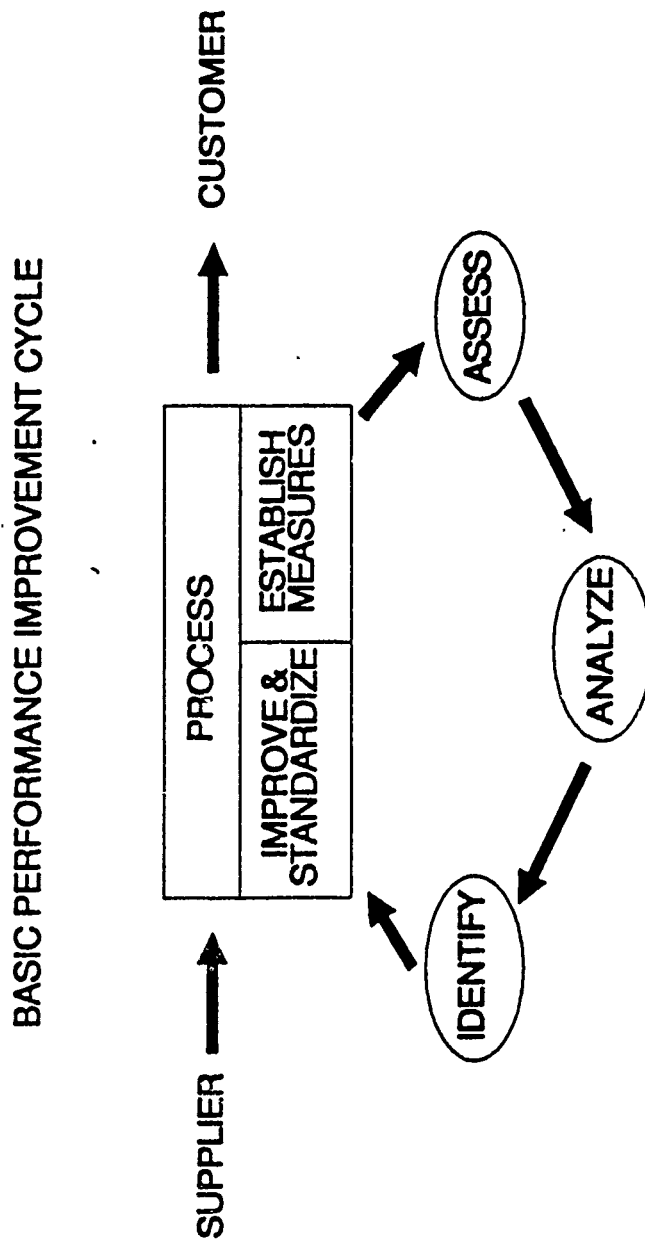 BASIC PERFORMANCE IMPROVEMENT CYCLE
SUPPLIER
PROCESS
CUSTOMER
IMPROVE &
STANDARDIZE
ESTABLISH
MEASURES
IDENTIFY
ASSESS
ANALYZE